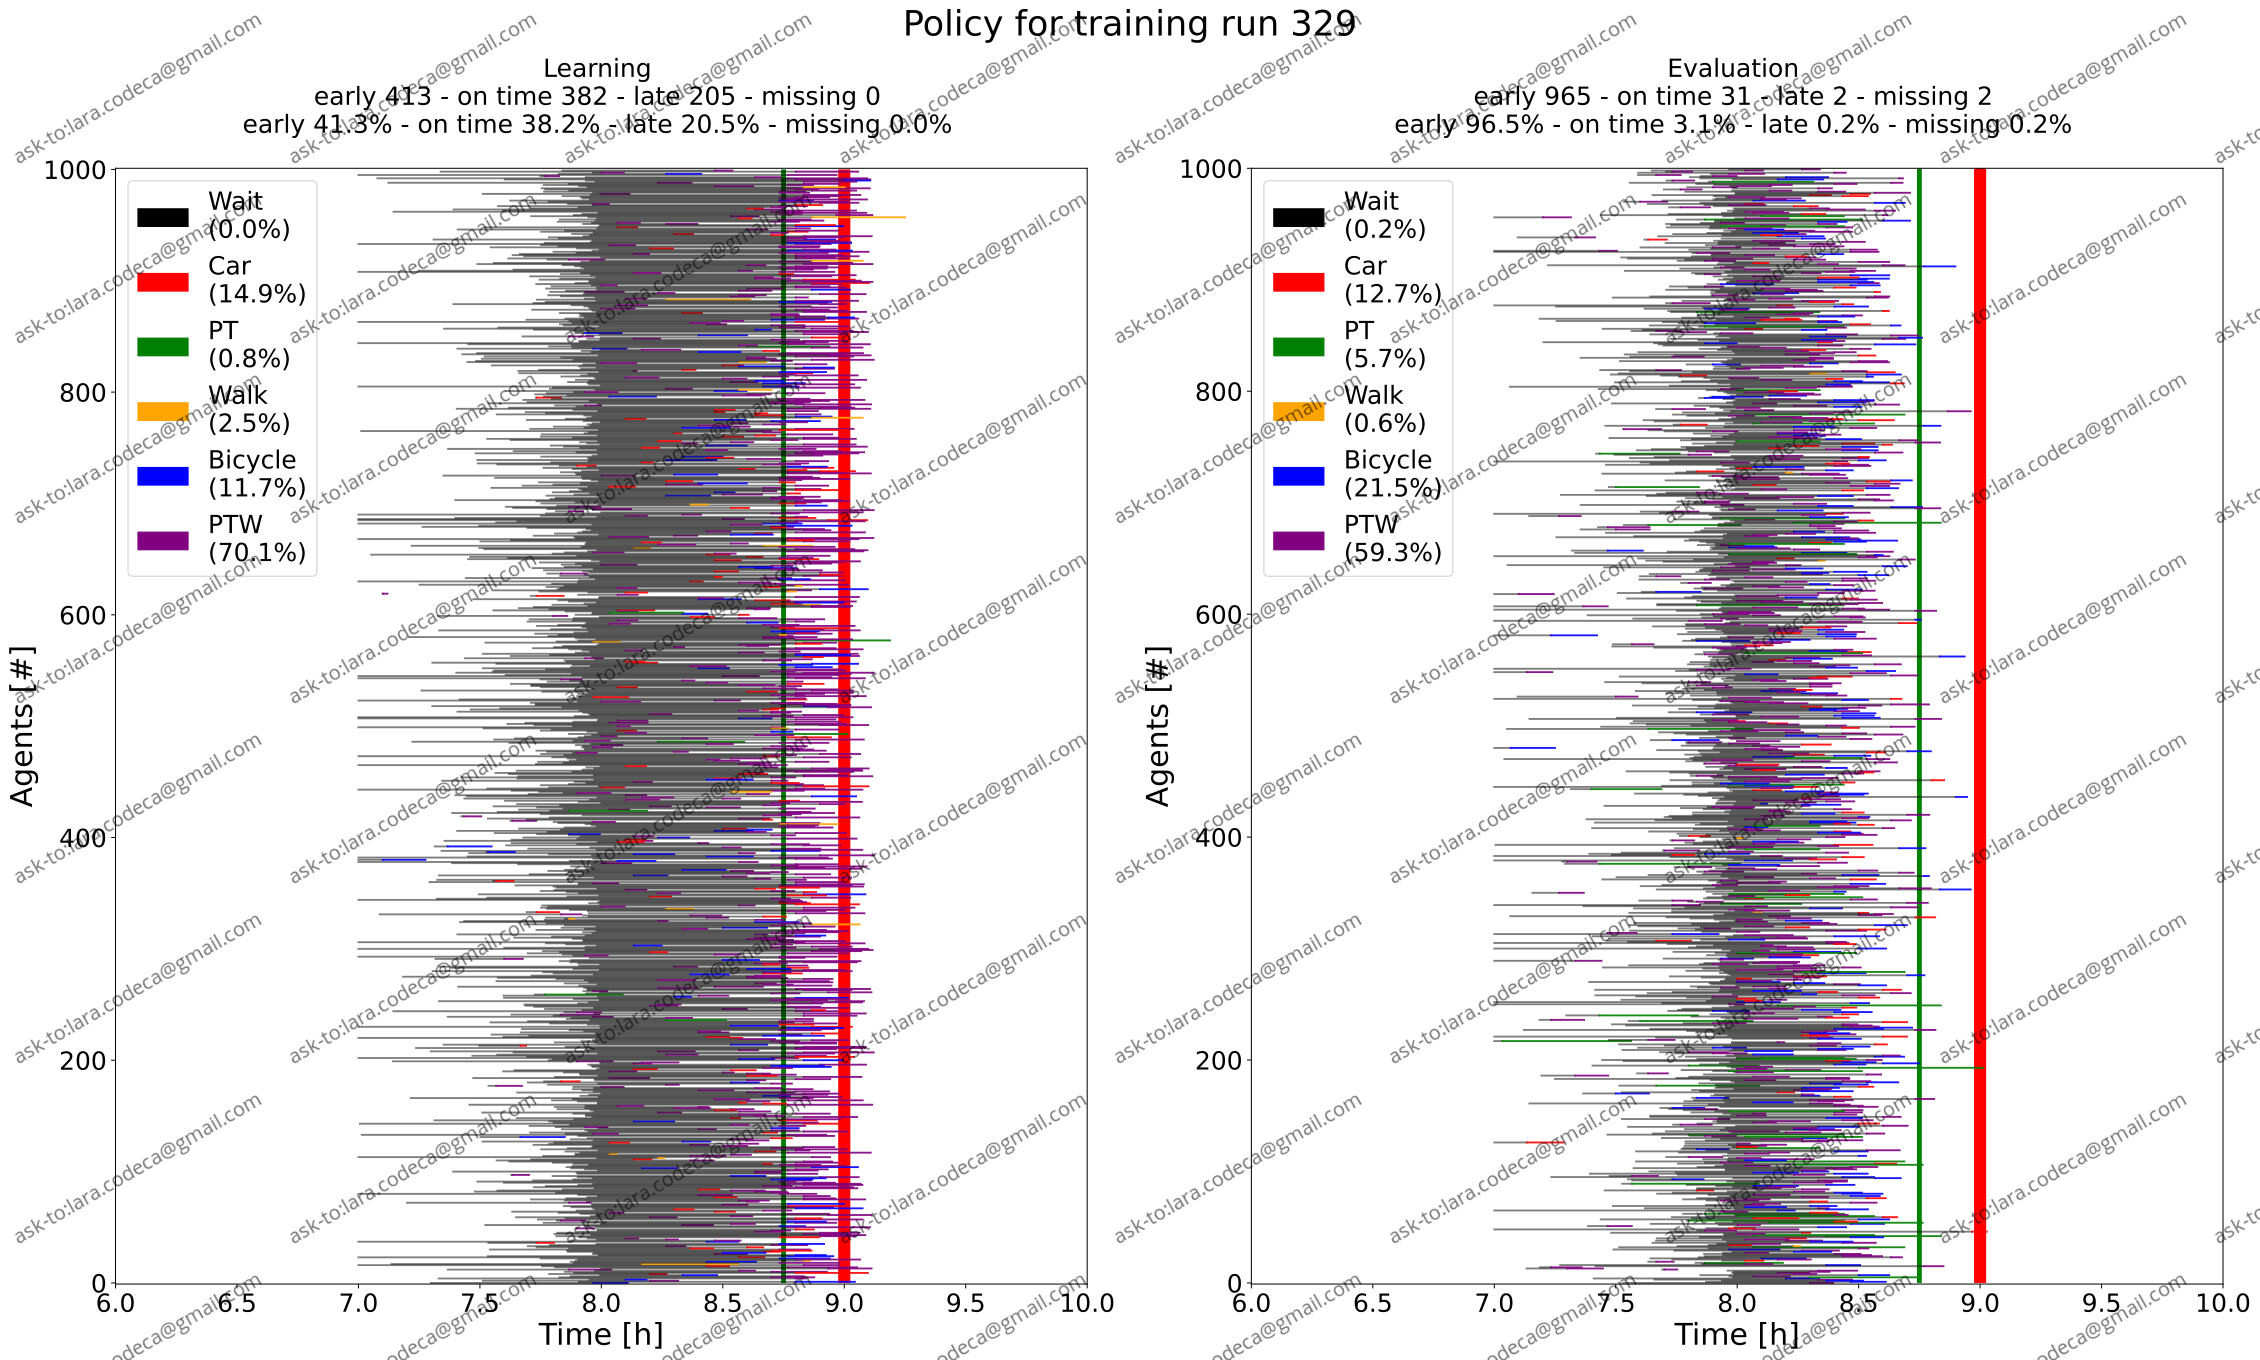 Policy for training run 329
Learning
early 413 - on time 382 - late 205 - missing 0
early 41.3% - on time 38.2% - late 20.5% - missing 0.0%
1000
800
600
400
200
0
Agents [#]
Wait
(0.0%)
Car
(14.9%)
PT
(0.8%)
Walk
(2.5%)
Bicycle
(11.7%)
PTW
(70.1%)
6.0 6.5 7.0 7.5 8.0 8.5 9.0 9.5 10.0
Time [h]
Evaluation
early 965 - on time 31 - late 2 - missing 2
early 96.5% - on time 3.1% - late 0.2% - missing 0.2%
1000
800
600
400
200
0
Agents [#]
Wait
(0.2%)
Car
(12.7%)
PT
(5.7%)
Walk
(0.6%)
Bicycle
(21.5%)
PTW
(59.3%)
6.0 6.5 7.0 7.5 8.0 8.5 9.0 9.5 10.0
Time [h]
ask-to:lara.codeca@gmail.com